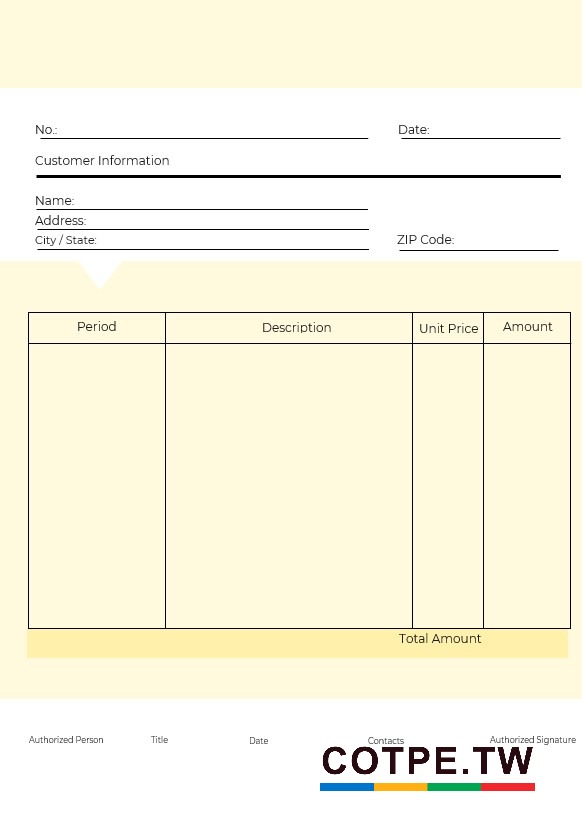 No.: Date:
Customer Information
Name:
Address:
City / State: ZIP Code:
Period Description Unit Price Amount
Total Amount
Authorized Person Title Date Contacts Authorized Signature
COTPE.TW